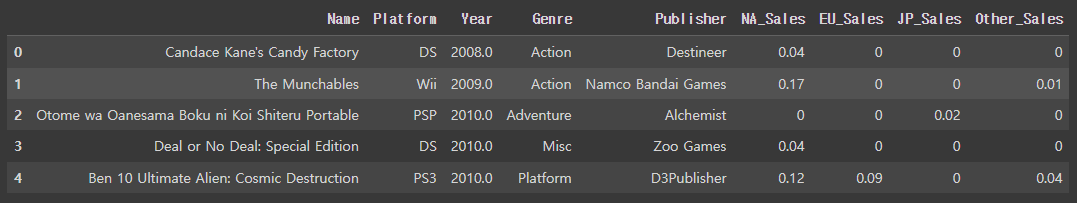 Name Platform Year Genre Publisher NA_Sales EU_Sales JP_Sales Other_Sales
0 Candace Kane's Candy Factory DS 2008.0 Action Destineer 0.04 0 0 0
1 The Munchables Wii 2009.0 Action Namco Bandai Games 0.17 0 0 0.01
2 Otome wa Oanesama Boku ni Koi Shiteru Portable PSP 2010.0 Adventure Alchemist 0 0 0.02 0
3 Deal or No Deal: Special Edition DS 2010.0 Misc Zoo Games 0.04 0 0 0
4 Ben 10 Ultimate Alien: Cosmic Destruction PS3 2010.0 Platform D3Publisher 0.12 0.09 0 0.04